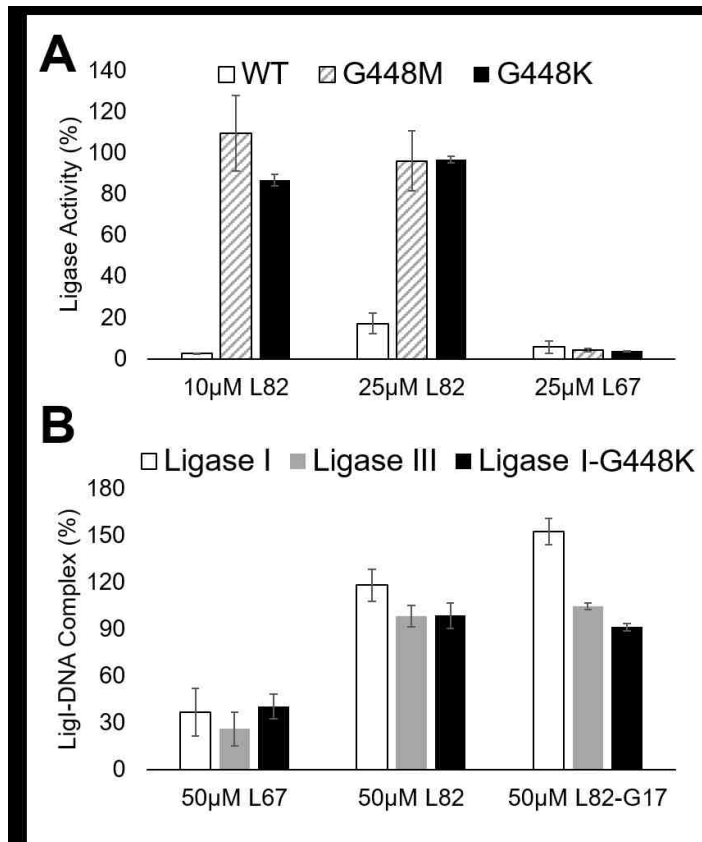 A
WT G448M G448K
Ligase Activity (%)
140
120
100
80
60
40
20
0
10µM L82 25µM L82 25µM L67
B
Ligase I Ligase III Ligase I-G448K
LigI-DNA Complex (%)
180
150
120
90
60
30
0
50µM L67 50µM L82 50µM L82-G17